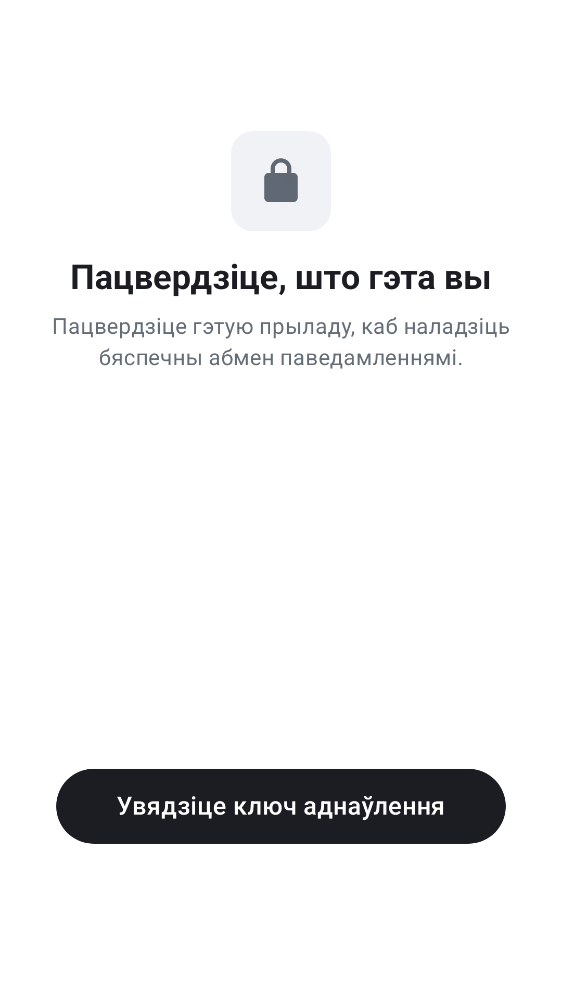 Пацвердзіце, што гэта вы
Пацвердзіце гэтую прыладу, каб наладзіць
бяспечны абмен паведамленнямі.
Увядзіце ключ аднаўлення